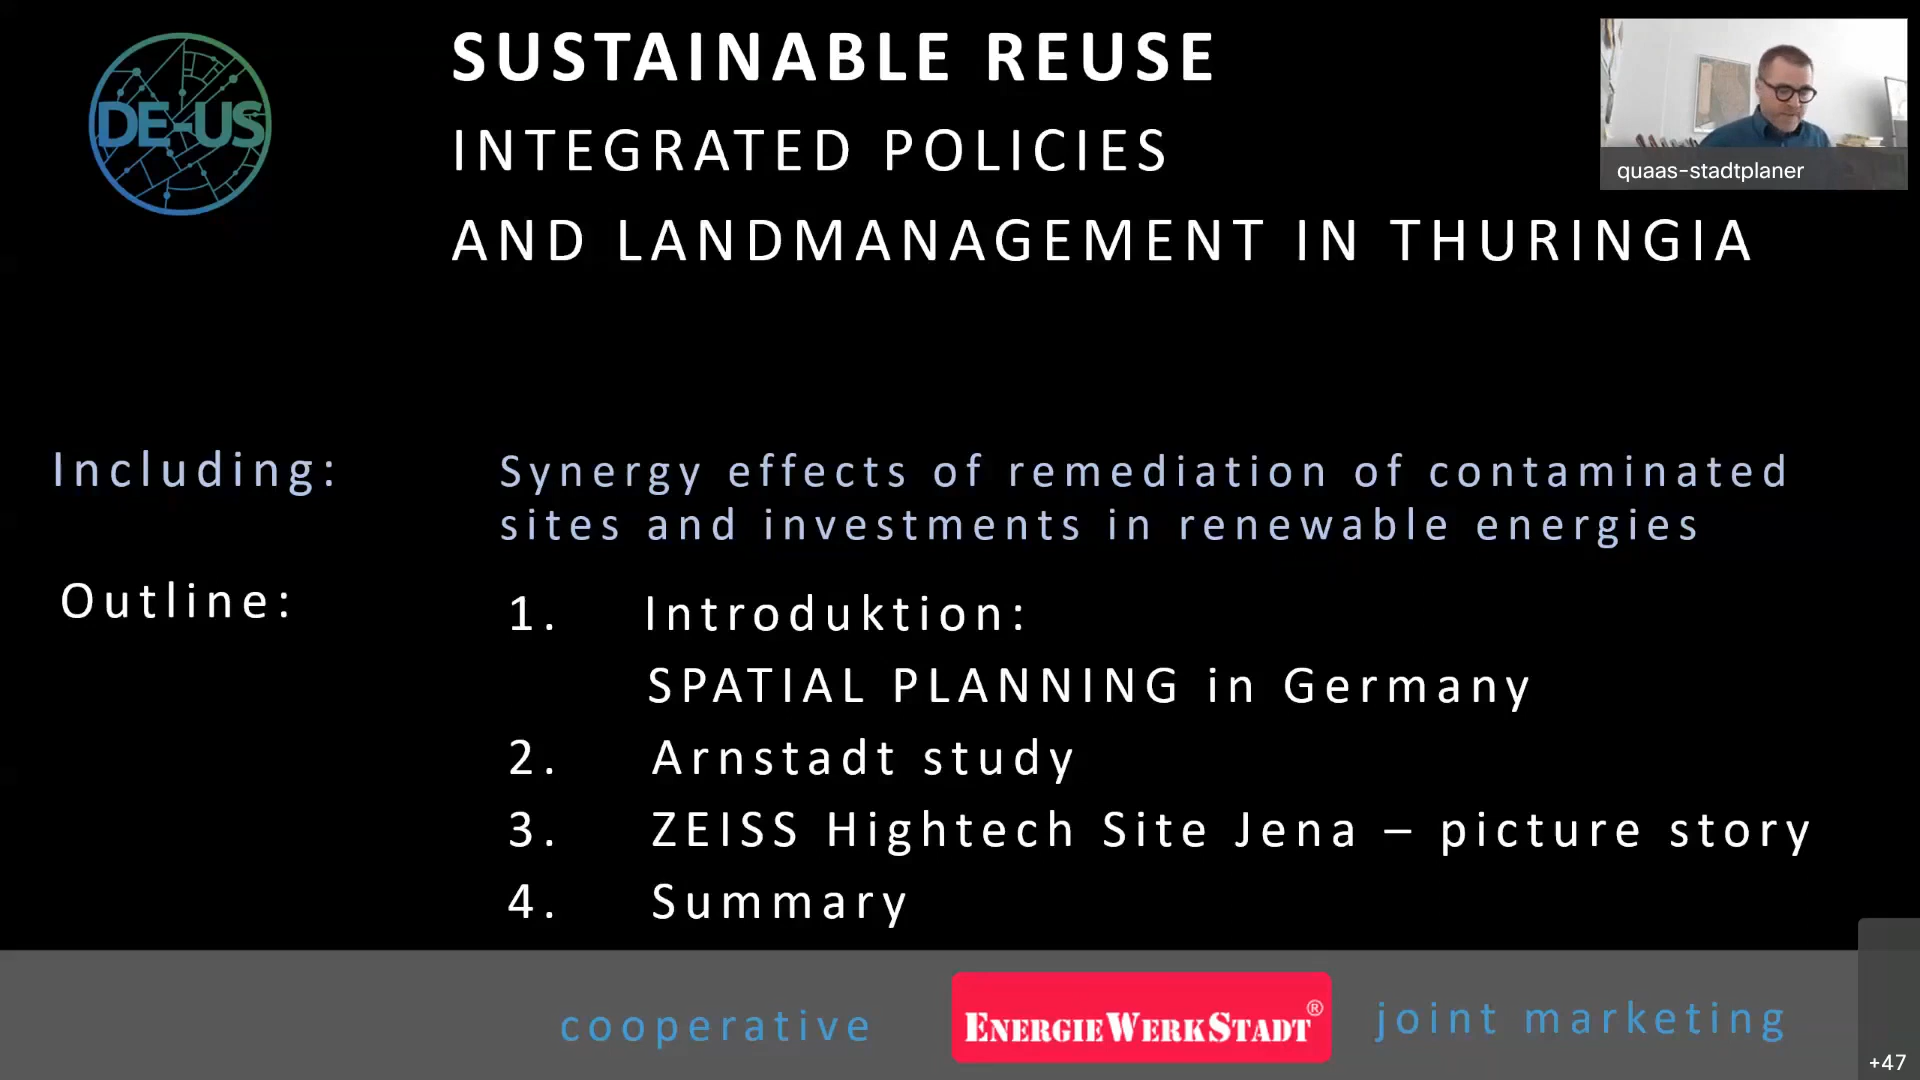 DE-US
SUSTAINABLE REUSE
INTEGRATED POLICIES
AND LANDMANAGEMENT IN THURINGIA
quaas-stadtplaner
Including:
Synergy effects of remediation of contaminated
sites and investments in renewable energies
Outline:
1. Introduktion:
SPATIAL PLANNING in Germany
2. Arnstadt study
3. ZEISS Hightech Site Jena – picture story
4. Summary
cooperative
ENERGIEWERKSTADT®
joint marketing
+47